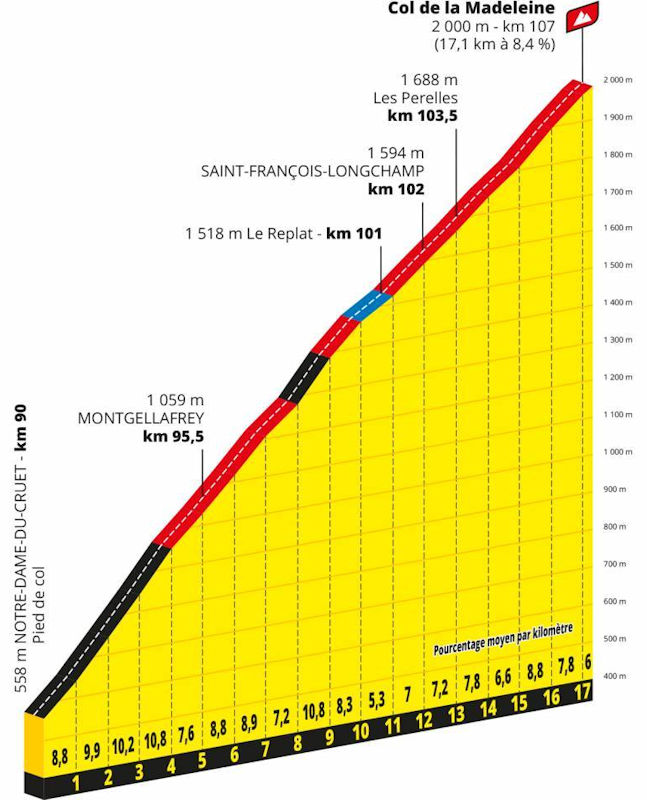 Col de la Madeleine
2 000 m - km 107
(17,1 km à 8,4 %)
1 688 m
Les Perelles
km 103,5
1 594 m
SAINT-FRANÇOIS-LONGCHAMP
km 102
1 518 m Le Replat - km 101
1 059 m
MONTGELLAFREY
km 95,5
558 m NOTRE-DAME-DU-CRUET - km 90
Pied de col
2 000 m
1 900 m
1 800 m
1 700 m
1 600 m
1 500 m
1 400 m
1 300 m
1 200 m
1 100 m
1 000 m
900 m
800 m
700 m
600 m
500 m
400 m
Pourcentage moyen par kilomètre
8,8 9,9 10,2 10,8 7,6 8,8 8,9 7,2 10,8 8,3 5,3 7 7,2 7,8 6,6 8,8 7,8 6
1 2 3 4 5 6 7 8 9 10 11 12 13 14 15 16 17